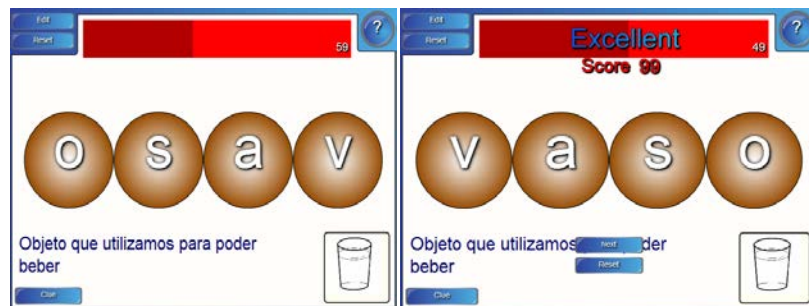 Edit
Reset
59
?
o s a v
Objeto que utilizamos para poder
beber
Clue
Edit
Reset
Excellent
49
?
Score 99
v a s o
Objeto que utilizamos der
Next
beber
Reset
Clue